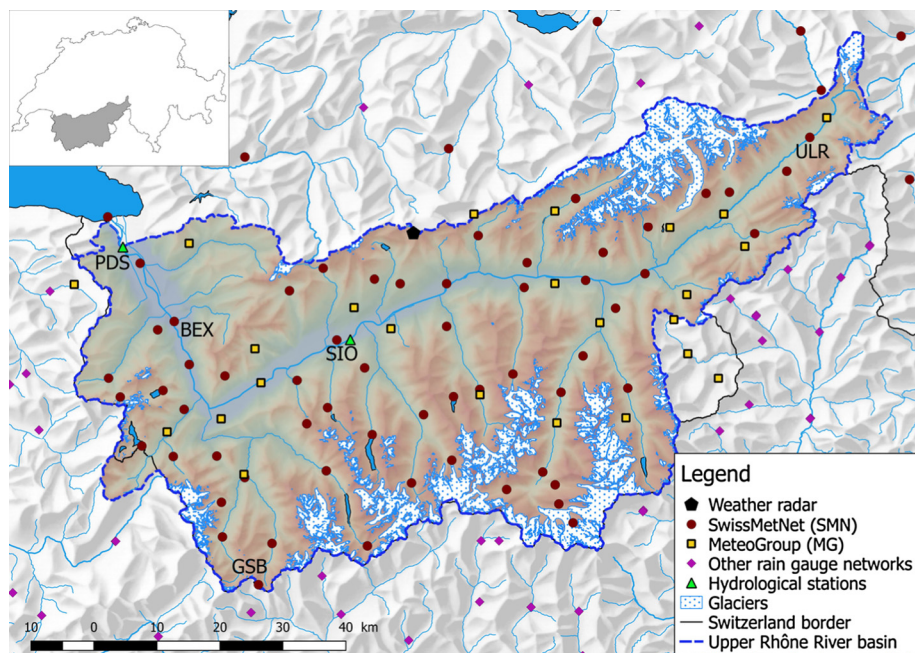 ULR
PDS
BEX
SIO
GSB
Legend
Weather radar
SwissMetNet (SMN)
MeteoGroup (MG)
Other rain gauge networks
Hydrological stations
Glaciers
Switzerland border
Upper Rhône River basin
10 0 10 20 30 40 km